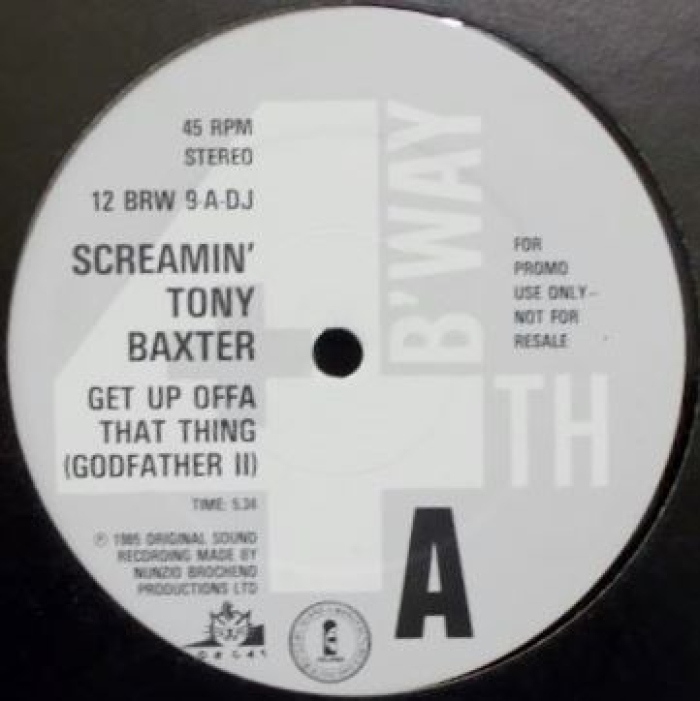 45 RPM
STEREO
12 BRW 9-A-DJ
SCREAMIN'
TONY
BAXTER
GET UP OFFA
THAT THING
(GODFATHER II)
TIME: 5.38
℗ 1985 ORIGINAL SOUND
RECORDING MADE BY
NUNZIO BROCHENO
PRODUCTIONS LTD
4
TH
B'WAY
FOR
PROMO
USE ONLY–
NOT FOR
RESALE
A